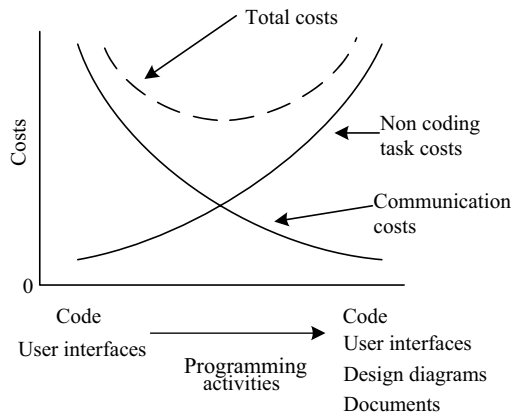 Total costs
Costs
Non coding
task costs
Communication
costs
0
Code
User interfaces
Programming
activities
Code
User interfaces
Design diagrams
Documents